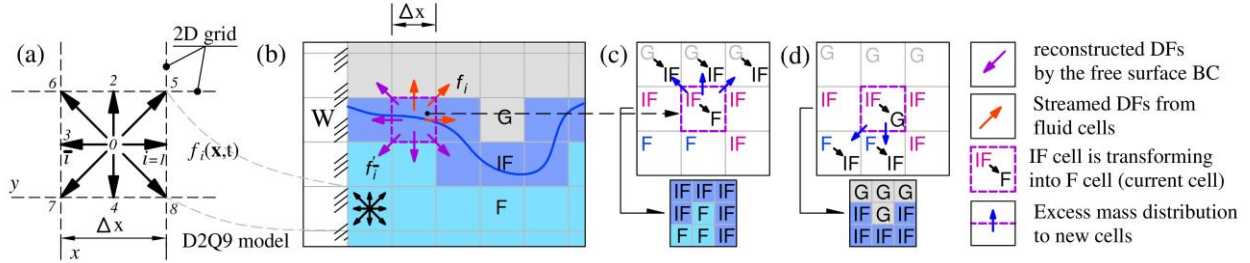 (a)
2D grid
6
2
5
3
ī
0
i=1
f_i(x,t)
y
7
4
8
Δx
x
D2Q9 model
(b)
Δx
W
f_i
G
IF
f'_ī
F
(c)
G G G
IF IF IF
IF IF IF
F
F F IF
IF IF IF
IF F IF
F F IF
(d)
G G G
IF IF IF
G
F F IF
IF IF
G G G
IF G IF
IF IF IF
reconstructed DFs
by the free surface BC
Streamed DFs from
fluid cells
IF
F
IF cell is transforming
into F cell (current cell)
Excess mass distribution
to new cells